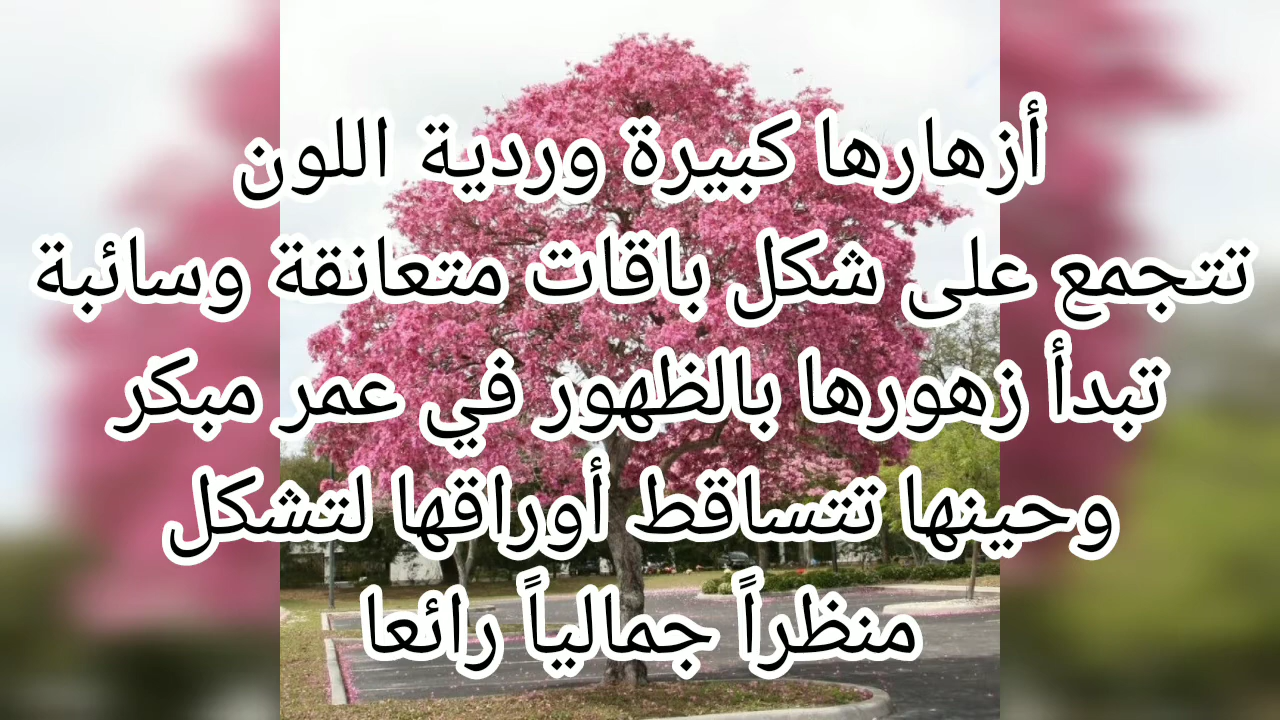 أزهارها كبيرة وردية اللون
تتجمع على شكل باقات متعانقة وسائبة
تبدأ زهورها بالظهور في عمر مبكر
وحينها تتساقط أوراقها لتشكل
منظراً جمالياً رائعا